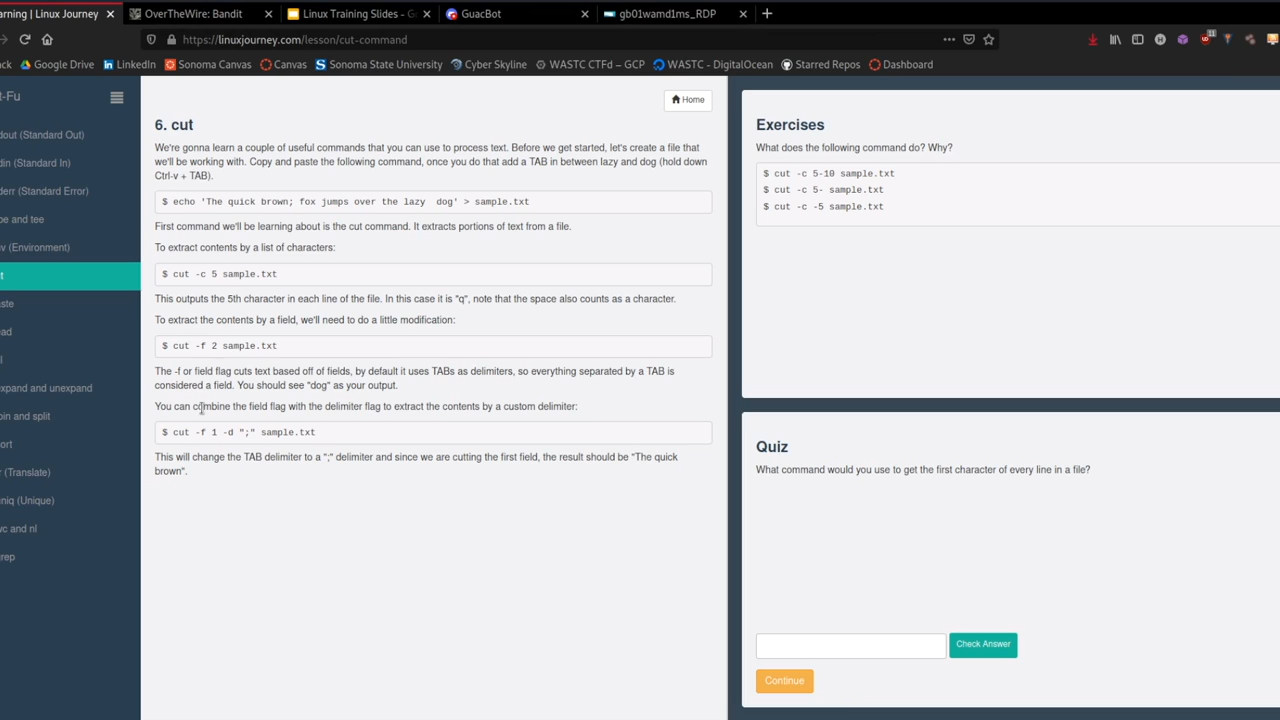 arning | Linux Journey
OverTheWire: Bandit
Linux Training Slides - G
GuacBot
gb01wamd1ms_RDP
https://linuxjourney.com/lesson/cut-command
ack
Google Drive
LinkedIn
Sonoma Canvas
Canvas
Sonoma State University
Cyber Skyline
WASTC CTFd – GCP
WASTC - DigitalOcean
Starred Repos
Dashboard
11
t-Fu
dout (Standard Out)
din (Standard In)
derr (Standard Error)
pe and tee
nv (Environment)
t
ste
ad
l
xpand and unexpand
oin and split
ort
r (Translate)
niq (Unique)
wc and nl
grep
Home
6. cut
We're gonna learn a couple of useful commands that you can use to process text. Before we get started, let's create a file that
we'll be working with. Copy and paste the following command, once you do that add a TAB in between lazy and dog (hold down
Ctrl-v + TAB).
$ echo 'The quick brown; fox jumps over the lazy  dog' > sample.txt
First command we'll be learning about is the cut command. It extracts portions of text from a file.
To extract contents by a list of characters:
$ cut -c 5 sample.txt
This outputs the 5th character in each line of the file. In this case it is "q", note that the space also counts as a character.
To extract the contents by a field, we'll need to do a little modification:
$ cut -f 2 sample.txt
The -f or field flag cuts text based off of fields, by default it uses TABs as delimiters, so everything separated by a TAB is
considered a field. You should see "dog" as your output.
You can combine the field flag with the delimiter flag to extract the contents by a custom delimiter:
$ cut -f 1 -d ";" sample.txt
This will change the TAB delimiter to a ";" delimiter and since we are cutting the first field, the result should be "The quick
brown".
Exercises
What does the following command do? Why?
$ cut -c 5-10 sample.txt
$ cut -c 5- sample.txt
$ cut -c -5 sample.txt
Quiz
What command would you use to get the first character of every line in a file?
Check Answer
Continue